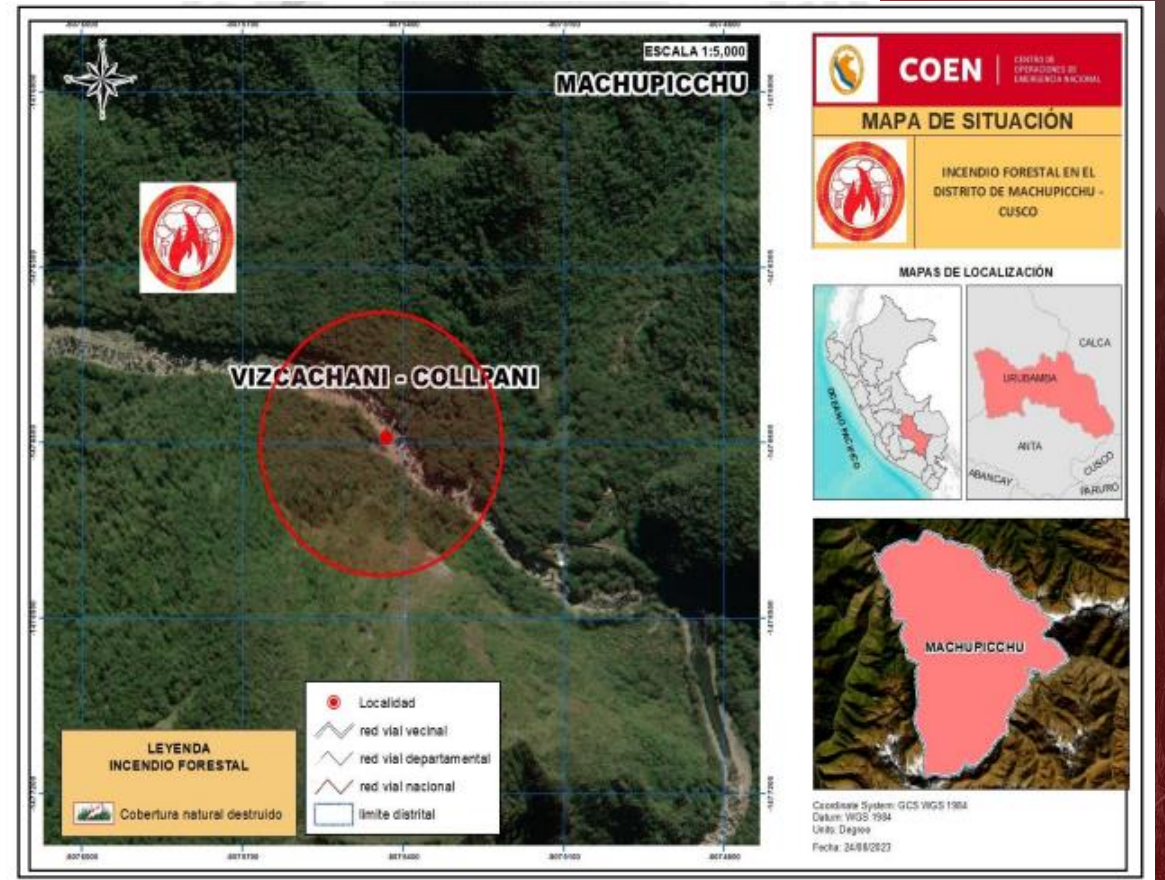 ESCALA 1:5,000
MACHUPICCHU
VIZCACHANI - COLLPANI
LEYENDA
INCENDIO FORESTAL
Cobertura natural destruido
Localidad
red vial vecinal
red vial departamental
red vial nacional
limite distrital
COEN
CENTRO DE
OPERACIONES DE
EMERGENCIA NACIONAL
MAPA DE SITUACIÓN
INCENDIO FORESTAL EN EL
DISTRITO DE MACHUPICCHU -
CUSCO
MAPAS DE LOCALIZACIÓN
OCEANO PACIFICO
CALCA
URUBAMBA
ANTA
ABANCAY
CUSCO
PARURO
MACHUPICCHU
Coordinate System: GCS WGS 1984
Datum: WGS 1984
Units: Degree
Fecha: 24/08/2023